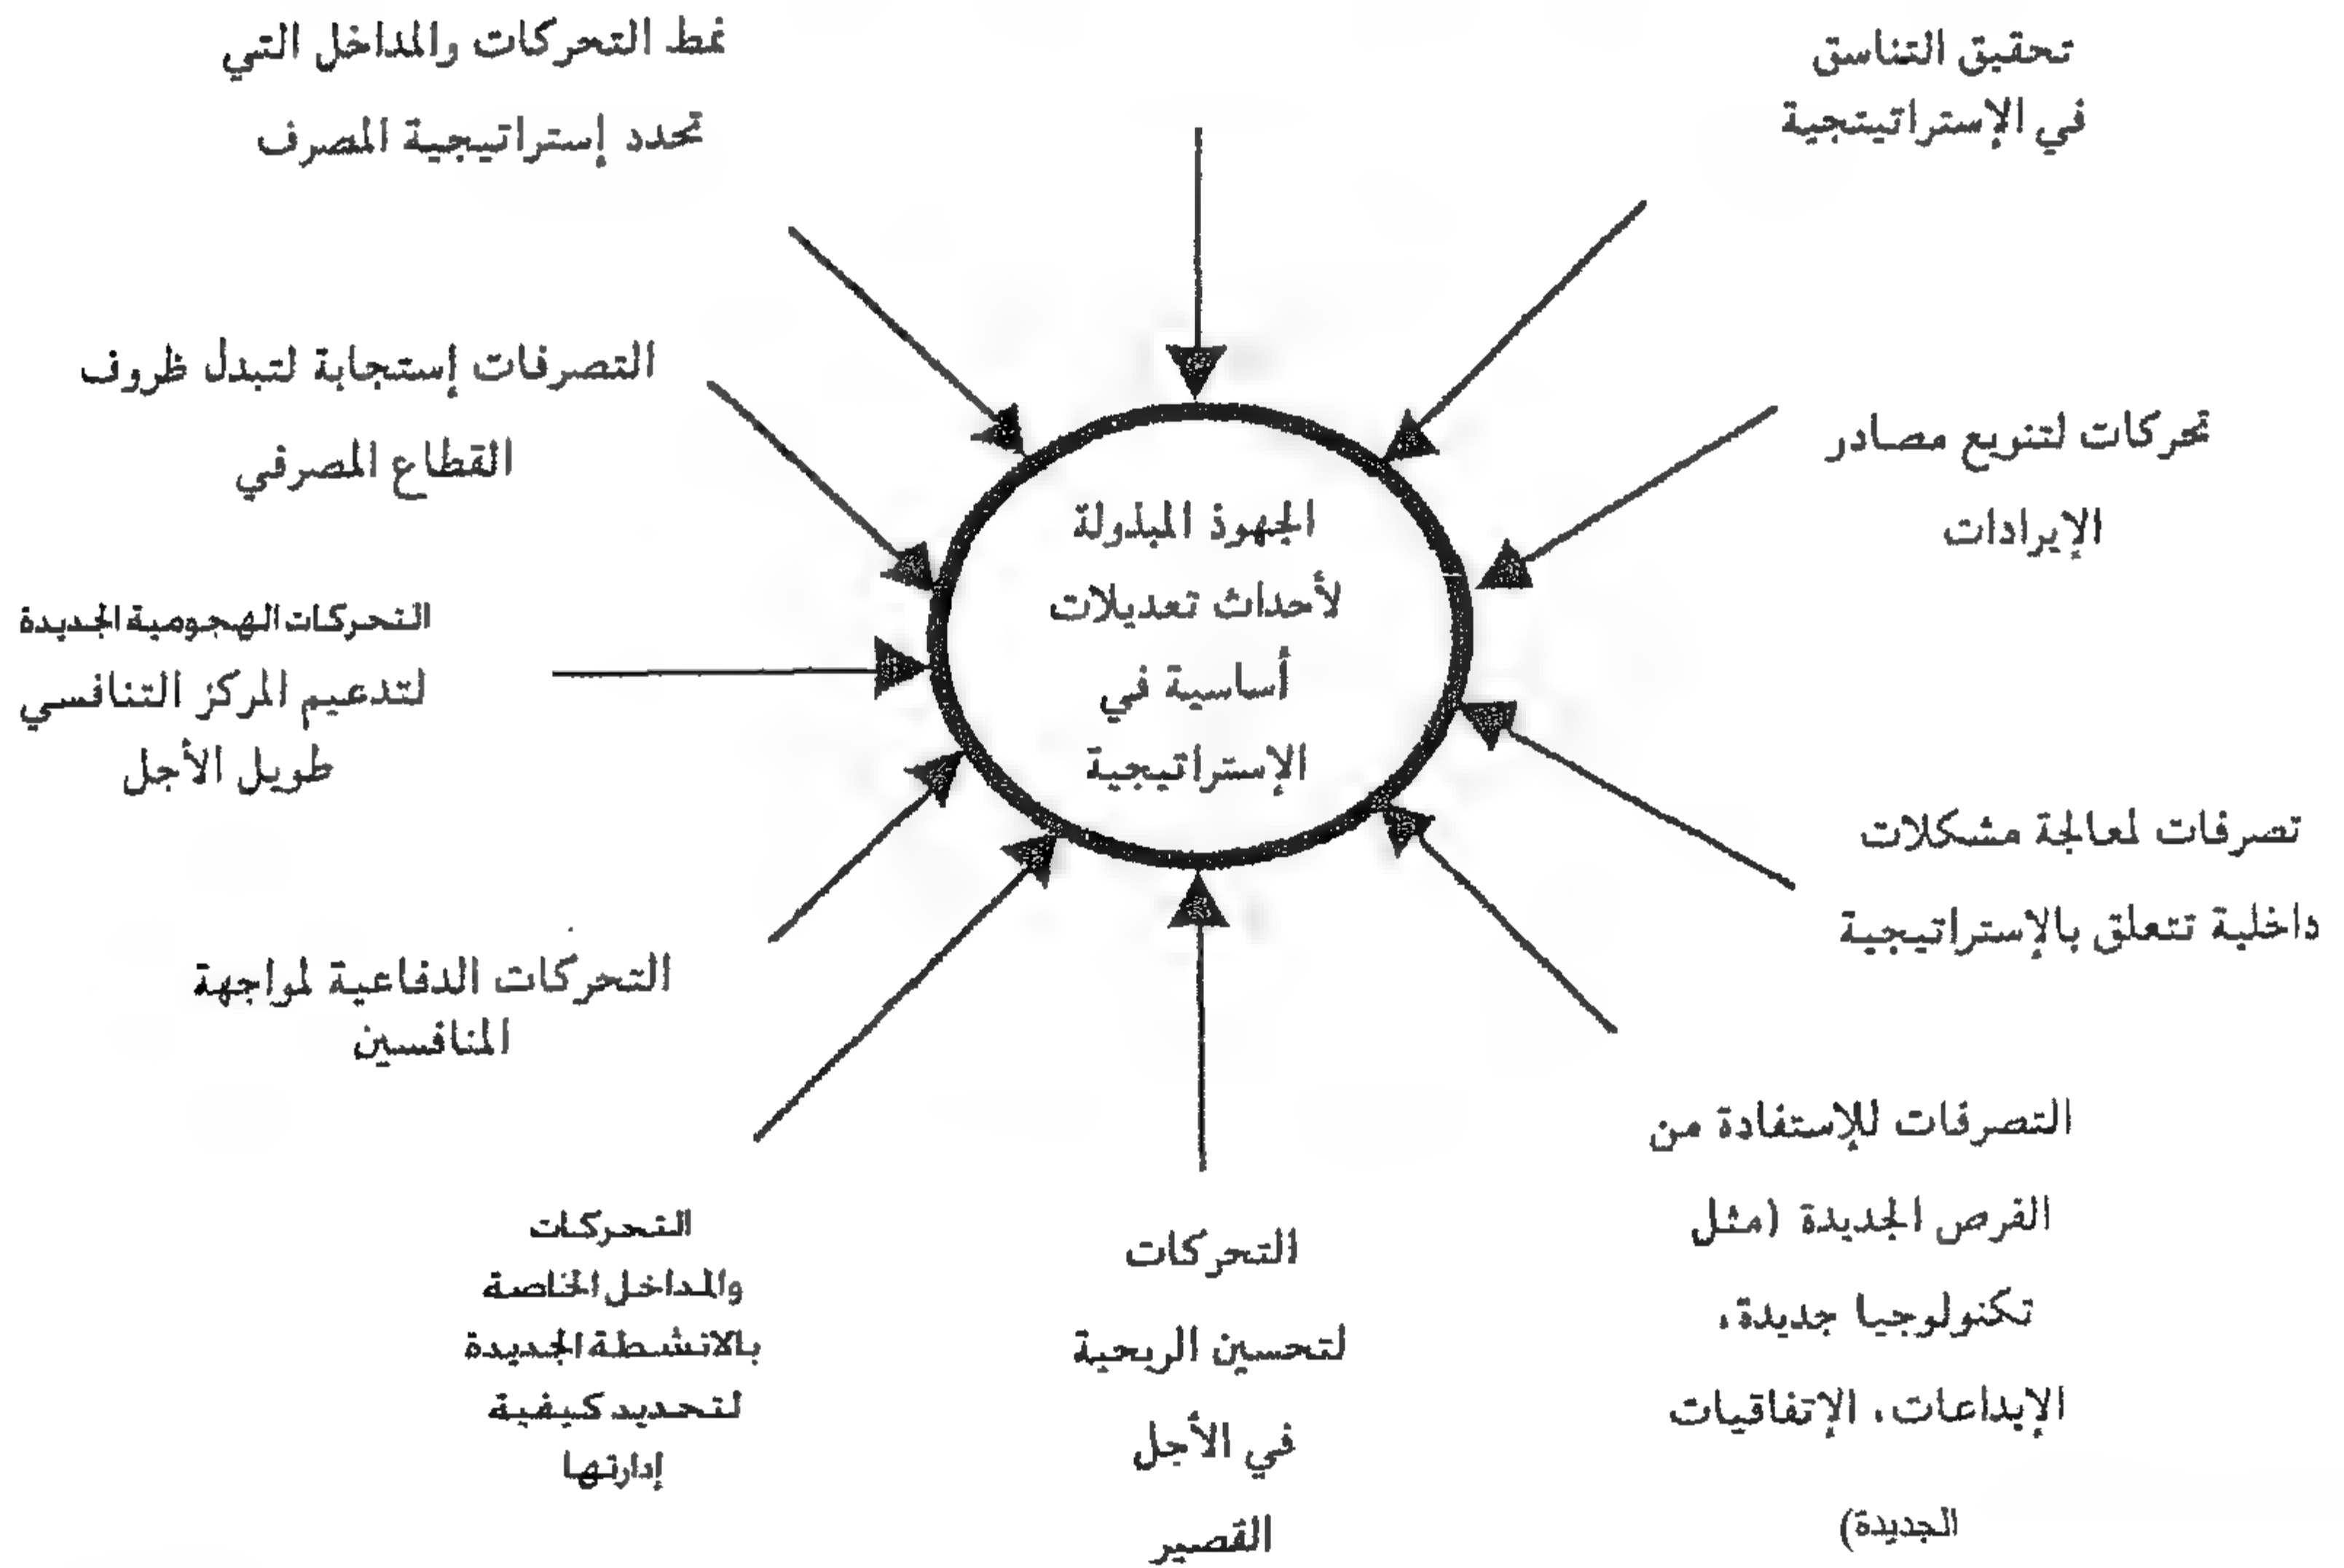 تحقيق التناسق
في الإستراتيتجية
نمط التحركات والمداخل التي
تحدد إستراتيجية المصرف
تحركات لتنويع مصادر
الإيرادات
التصرفات إستجابة لتبدل ظروف
القطاع المصرفي
الجهوة المبذولة
لأحداث تعديلات
أساسية في
الإستراتيجية
التحركات الهجومية الجديدة
لتدعيم المركز التنافسي
طويل الأجل
تصرفات لمعالجة مشكلات
داخلية تتعلق بالإستراتيجية
التحركات الدفاعية لمواجهة
المنافسين
التصرفات للإستفادة من
الفرص الجديدة (مثل
تكنولوجيا جديدة،
الإبداعات، الإتفاقيات
الجديدة)
التحركات
لتحسين الربحية
في الأجل
القصير
التحركات
والمداخل الخاصة
بالانشطة الجديدة
لتحديد كيفية
إدارتها